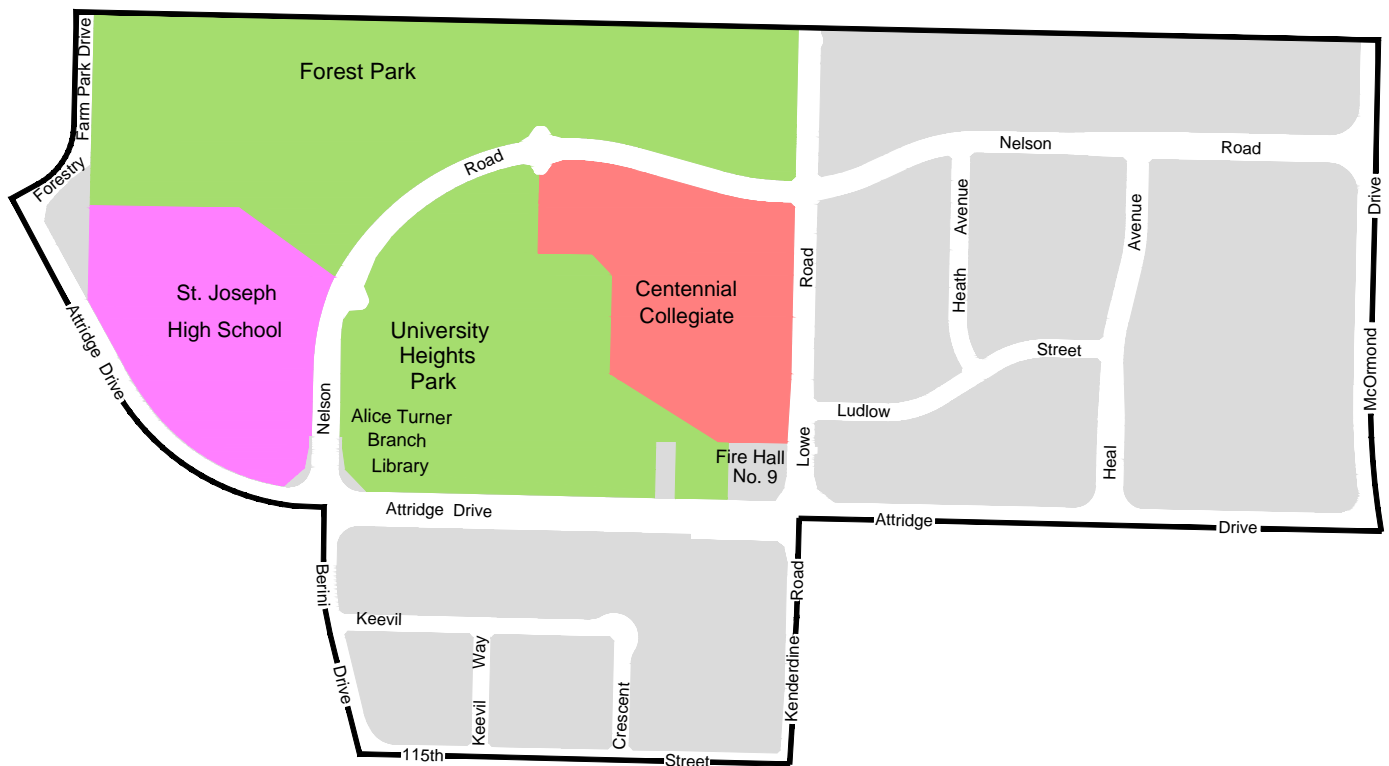 Forest Park
Farm Park Drive
Forestry
Road
Nelson
Road
Avenue
Avenue
Drive
St. Joseph
High School
Road
Heath
Centennial
Collegiate
University
Heights
Park
Attridge Drive
Street
McOrmond
Nelson
Alice Turner
Branch
Library
Ludlow
Lowe
Heal
Fire Hall
No. 9
Attridge Drive
Attridge
Drive
Berini
Road
Keevil
Way
Drive
Kenderdine
Keevil
Crescent
115th
Street